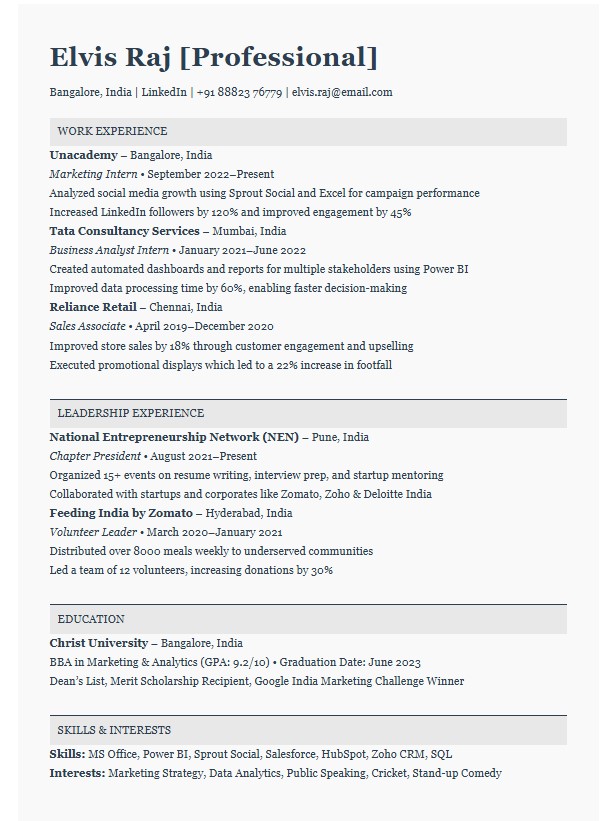 Elvis Raj [Professional]
Bangalore, India | LinkedIn | +91 88823 76779 | elvis.raj@email.com
WORK EXPERIENCE
Unacademy – Bangalore, India
Marketing Intern • September 2022–Present
Analyzed social media growth using Sprout Social and Excel for campaign performance
Increased LinkedIn followers by 120% and improved engagement by 45%
Tata Consultancy Services – Mumbai, India
Business Analyst Intern • January 2021–June 2022
Created automated dashboards and reports for multiple stakeholders using Power BI
Improved data processing time by 60%, enabling faster decision-making
Reliance Retail – Chennai, India
Sales Associate • April 2019–December 2020
Improved store sales by 18% through customer engagement and upselling
Executed promotional displays which led to a 22% increase in footfall
LEADERSHIP EXPERIENCE
National Entrepreneurship Network (NEN) – Pune, India
Chapter President • August 2021–Present
Organized 15+ events on resume writing, interview prep, and startup mentoring
Collaborated with startups and corporates like Zomato, Zoho & Deloitte India
Feeding India by Zomato – Hyderabad, India
Volunteer Leader • March 2020–January 2021
Distributed over 8000 meals weekly to underserved communities
Led a team of 12 volunteers, increasing donations by 30%
EDUCATION
Christ University – Bangalore, India
BBA in Marketing & Analytics (GPA: 9.2/10) • Graduation Date: June 2023
Dean’s List, Merit Scholarship Recipient, Google India Marketing Challenge Winner
SKILLS & INTERESTS
Skills: MS Office, Power BI, Sprout Social, Salesforce, HubSpot, Zoho CRM, SQL
Interests: Marketing Strategy, Data Analytics, Public Speaking, Cricket, Stand-up Comedy